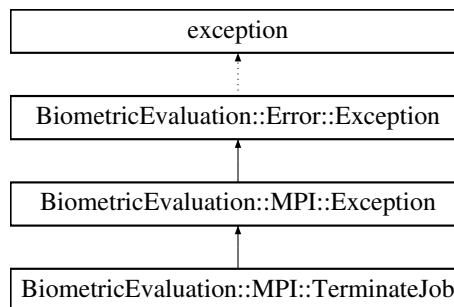 exception
BiometricEvaluation::Error::Exception
BiometricEvaluation::MPI::Exception
BiometricEvaluation::MPI::TerminateJob